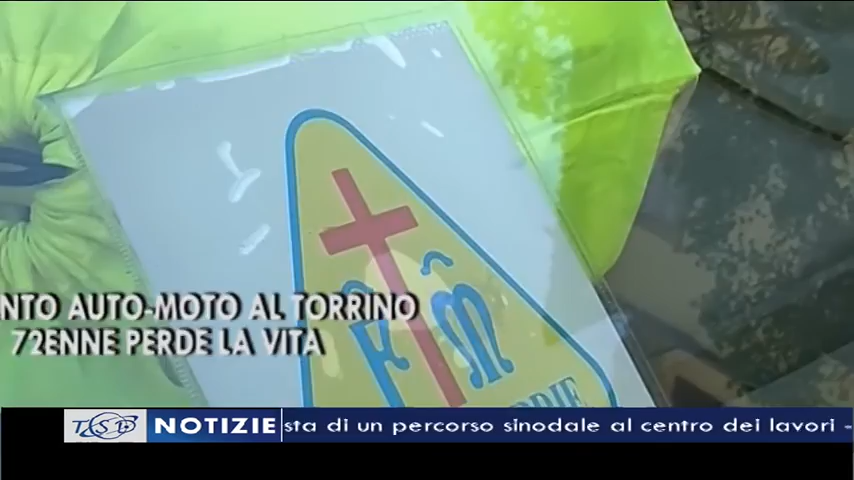 NTO AUTO-MOTO AL TORRINO
72ENNE PERDE LA VITA
F M
TSD NOTIZIE sta di un percorso sinodale al centro dei lavori -